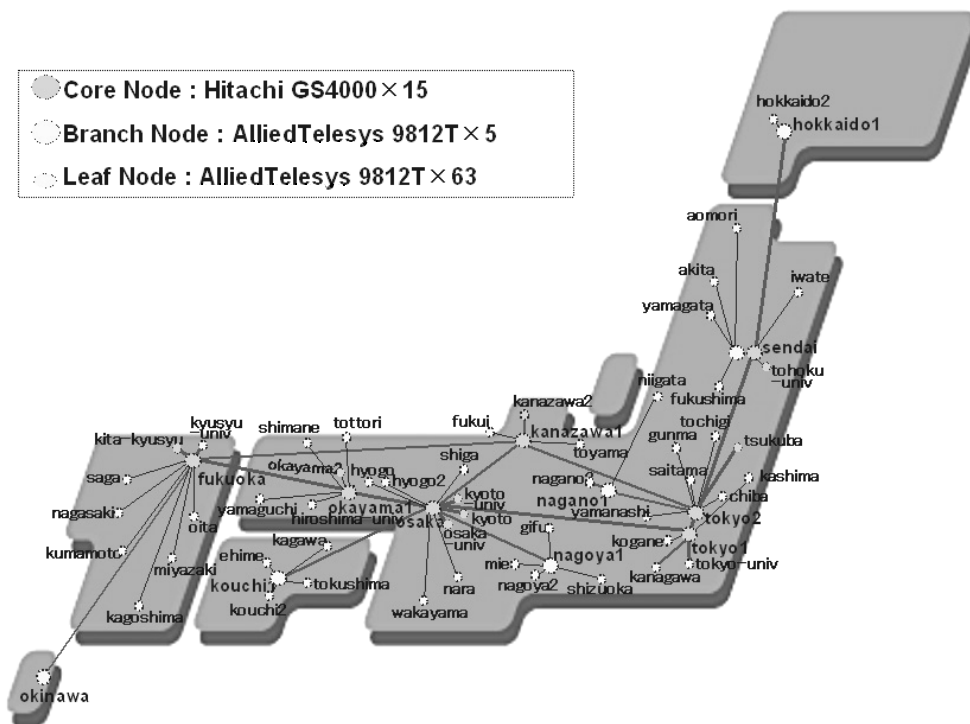 Core Node : Hitachi GS4000×15
Branch Node : AlliedTelesys 9812T×5
Leaf Node : AlliedTelesys 9812T×63
hokkaido2
hokkaido1
aomori
akita
iwate
yamagata
sendai
tohoku
-univ
niigata
fukushima
kanazawa2
tochigi
kyusyu
-univ
tottori
fukui
kanazawa1
gunma
tsukuba
kita-kyusyu
shimane
toyama
shiga
saitama
saga
fukuoka
okayama2
hyogo
hyogo2
nagano3
kashima
nagano1
chiba
nagasaki
yamaguchi
okayama1
hiroshima-univ
osaka
kyoto
-univ
kyoto
yamanashi
tokyo2
oita
osaka
-univ
gifu
kogane
tokyo1
kumamoto
kagawa
nagoya1
miyazaki
ehime
mie
tokyo-univ
kanagawa
kouchi
tokushima
nara
nagoya2
shizuoka
kagoshima
kouchi2
wakayama
okinawa